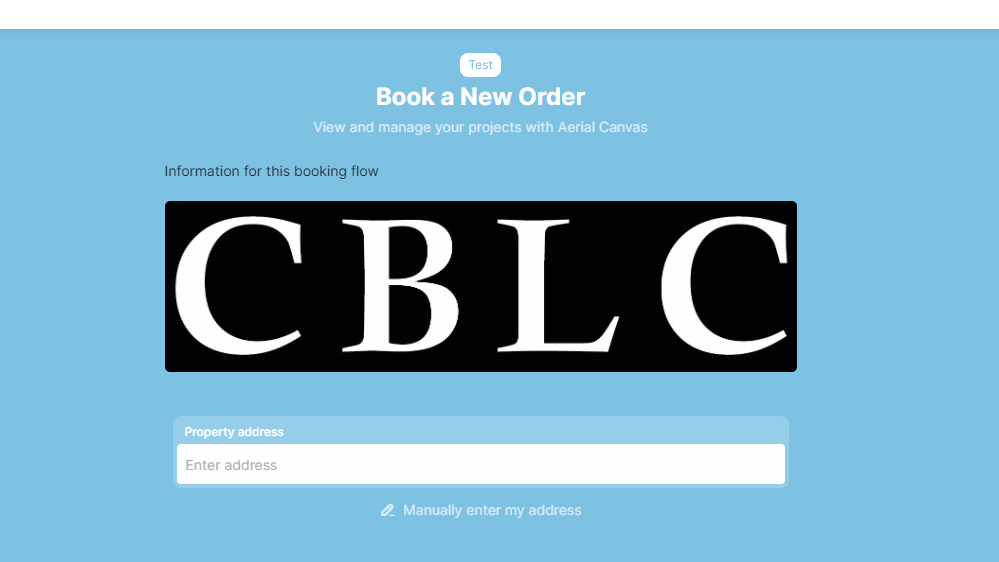 Test
Book a New Order
View and manage your projects with Aerial Canvas
Information for this booking flow
CBLC
Property address
Enter address
Manually enter my address